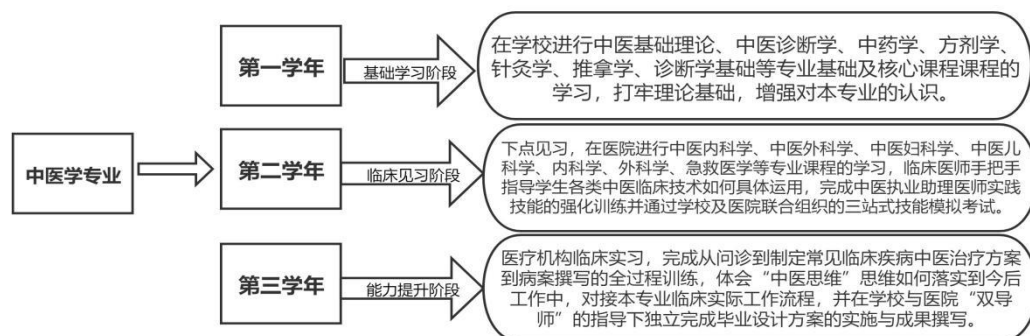 中医学专业
第一学年
基础学习阶段
在学校进行中医基础理论、中医诊断学、中药学、方剂学、
针灸学、推拿学、诊断学基础等专业基础及核心课程课程的
学习，打牢理论基础，增强对本专业的认识。
第二学年
临床见习阶段
下点见习，在医院进行中医内科学、中医外科学、中医妇科学、中医儿
科学、内科学、外科学、急救医学等专业课程的学习，临床医师手把手
指导学生各类中医临床技术如何具体运用，完成中医执业助理医师实践
技能的强化训练并通过学校及医院联合组织的三站式技能模拟考试。
第三学年
能力提升阶段
医疗机构临床实习，完成从问诊到制定常见临床疾病中医治疗方案
到病案撰写的全过程训练，体会“中医思维”思维如何落实到今后
工作中，对接本专业临床实际工作流程，并在学校与医院“双导
师”的指导下独立完成毕业设计方案的实施与成果撰写。